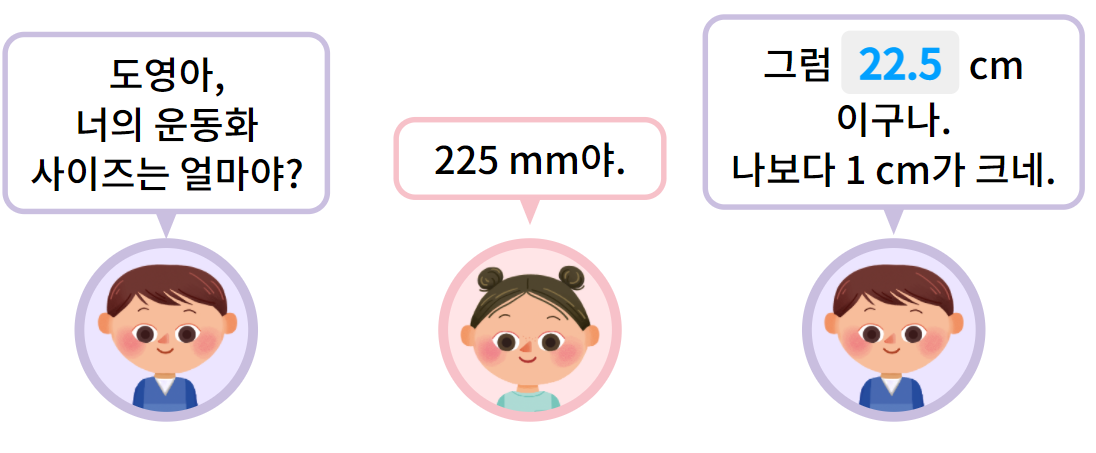 도영아,
너의 운동화
사이즈는 얼마야?
225 mm야.
그럼 22.5 cm
이구나.
나보다 1 cm가 크네.